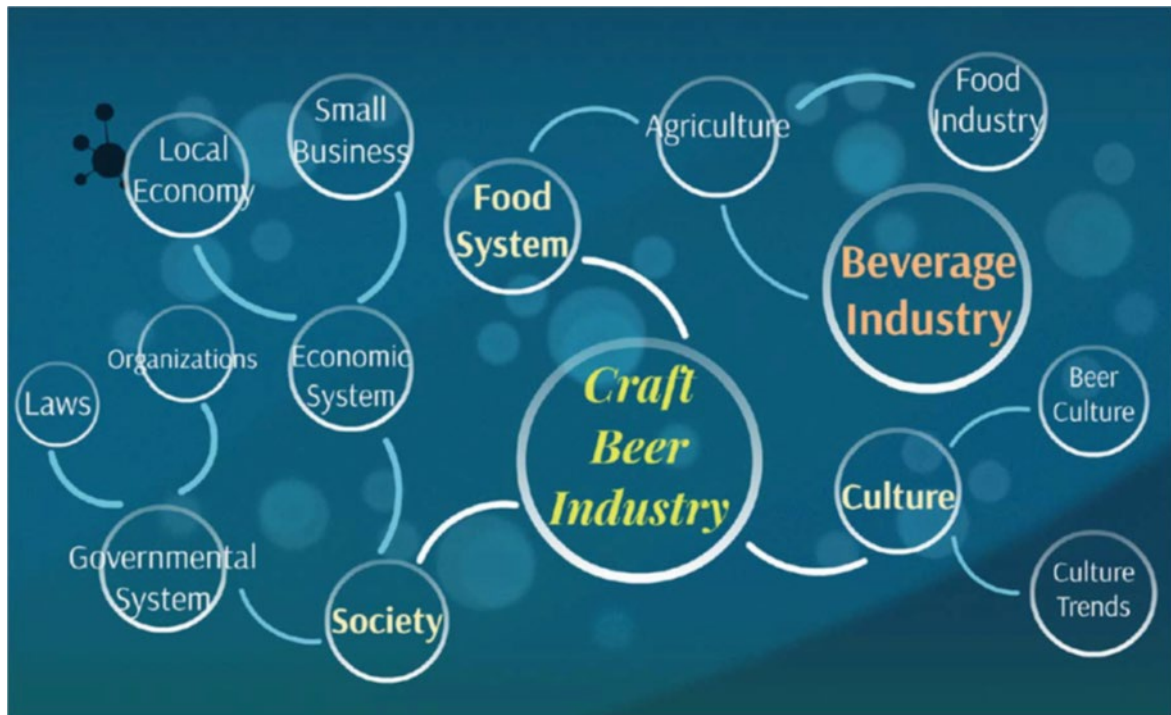 Local
Economy
Small
Business
Food
System
Agriculture
Food
Industry
Beverage
Industry
Organizations
Laws
Economic
System
Craft
Beer
Industry
Beer
Culture
Culture
Governmental
System
Society
Culture
Trends